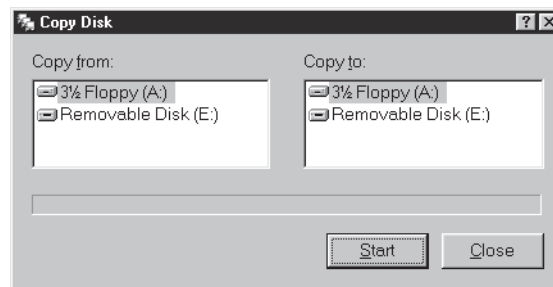 Copy Disk
Copy from:
Copy to:
3½ Floppy (A:)
Removable Disk (E:)
3½ Floppy (A:)
Removable Disk (E:)
Start
Close